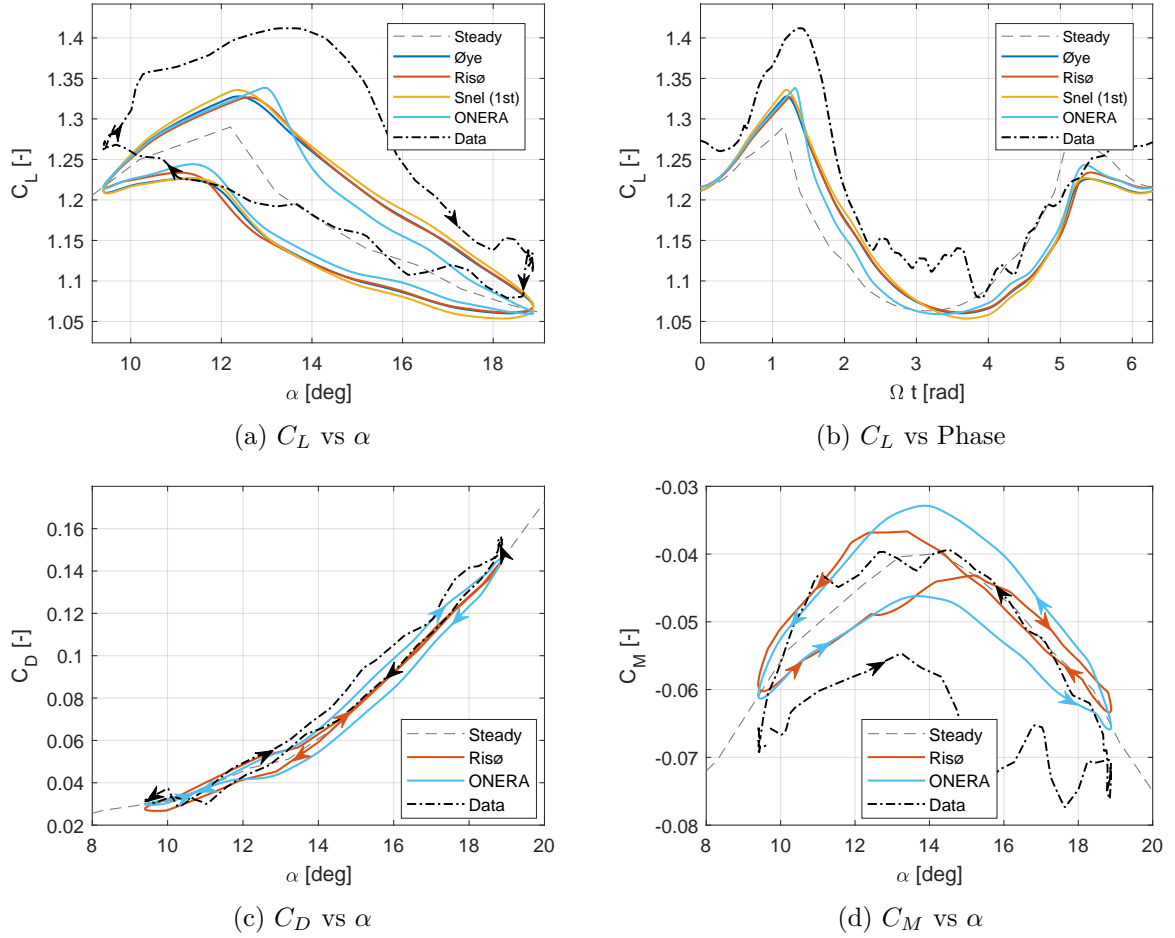 1.4
1.35
1.3
1.25
1.2
1.15
1.1
1.05
C_L [-]
10
12
14
16
18
α [deg]
Steady
Øye
Risø
Snel (1st)
ONERA
Data
(a) C_L vs α
1.4
1.35
1.3
1.25
1.2
1.15
1.1
1.05
C_L [-]
0
1
2
3
4
5
6
Ω t [rad]
Steady
Øye
Risø
Snel (1st)
ONERA
Data
(b) C_L vs Phase
0.16
0.14
0.12
0.1
0.08
0.06
0.04
0.02
C_D [-]
8
10
12
14
16
18
20
α [deg]
Steady
Risø
ONERA
Data
(c) C_D vs α
-0.03
-0.04
-0.05
-0.06
-0.07
-0.08
C_M [-]
8
10
12
14
16
18
20
α [deg]
Steady
Risø
ONERA
Data
(d) C_M vs α